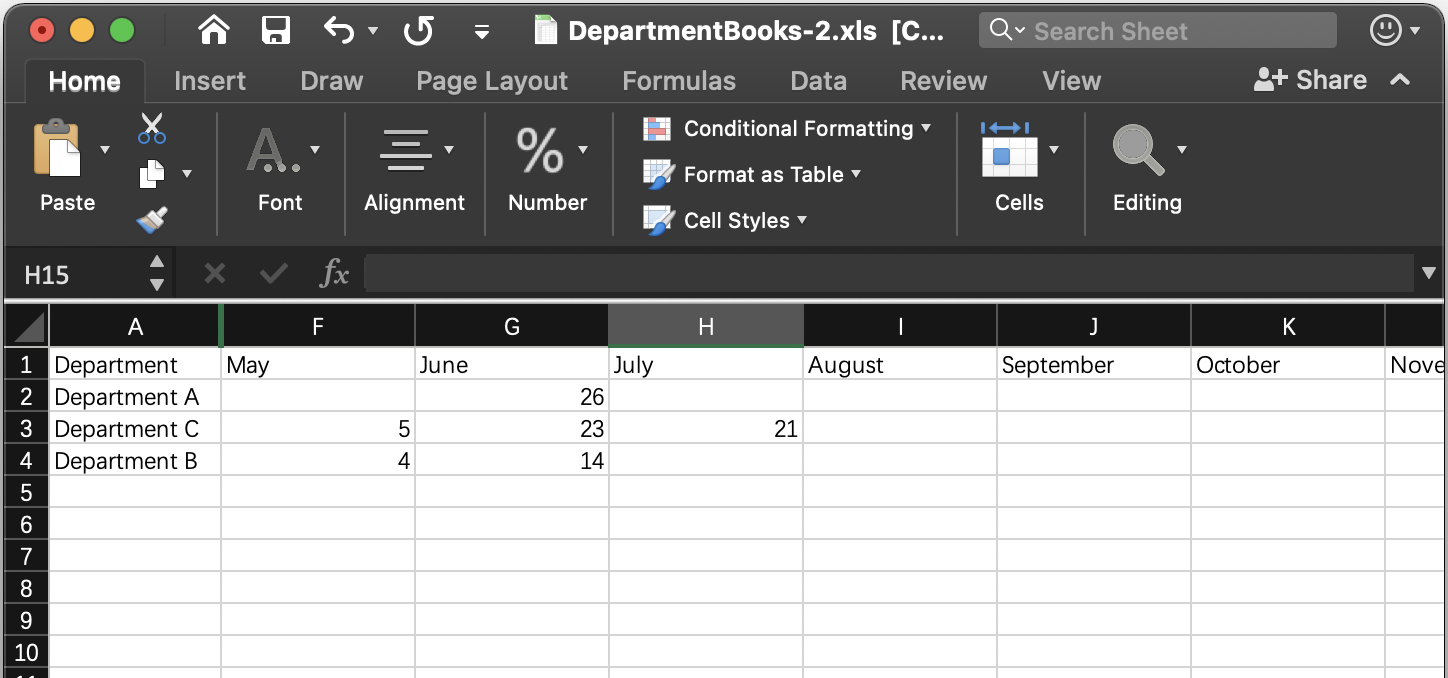 DepartmentBooks-2.xls [C...
Search Sheet
Home Insert Draw Page Layout Formulas Data Review View Share
Paste Font Alignment % Number
Conditional Formatting
Format as Table
Cell Styles
Cells Editing
H15 fx
A F G H I J K
1 Department May June July August September October Nove
2 Department A 26
3 Department C 5 23 21
4 Department B 4 14
5
6
7
8
9
10